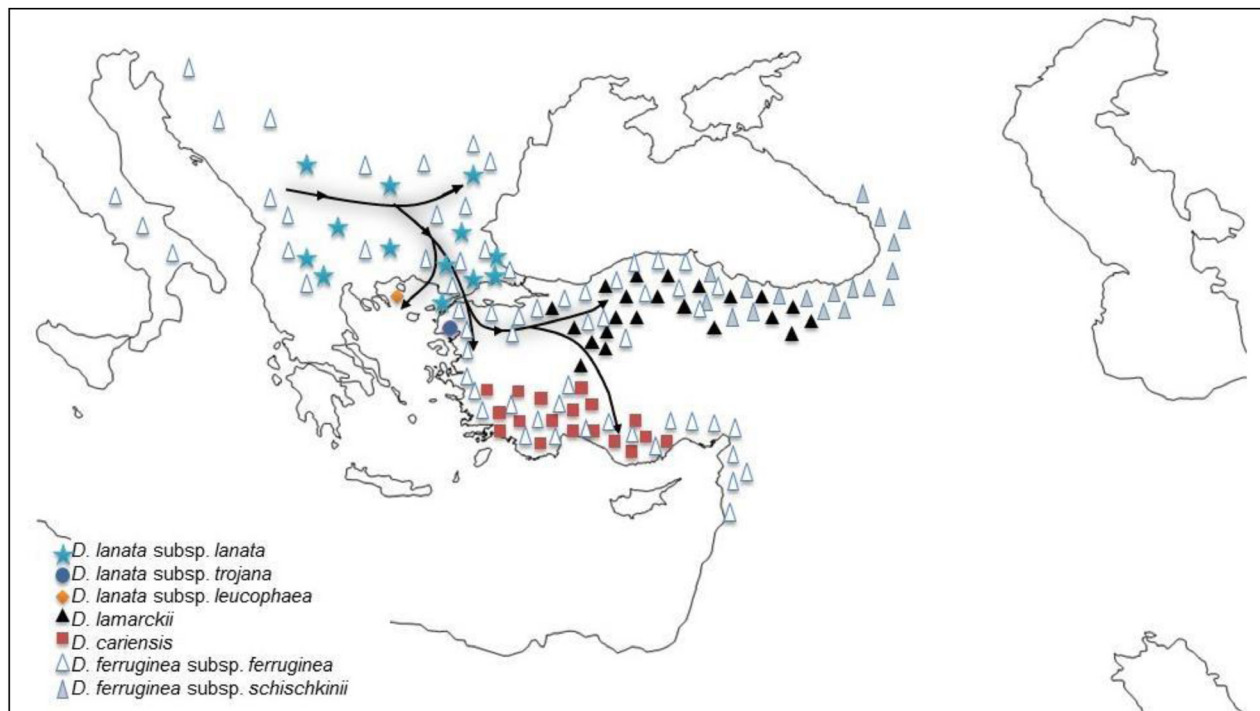 D. lanata subsp. lanata
D. lanata subsp. trojana
D. lanata subsp. leucophaea
D. lamarckii
D. cariensis
D. ferruginea subsp. ferruginea
D. ferruginea subsp. schischkinii